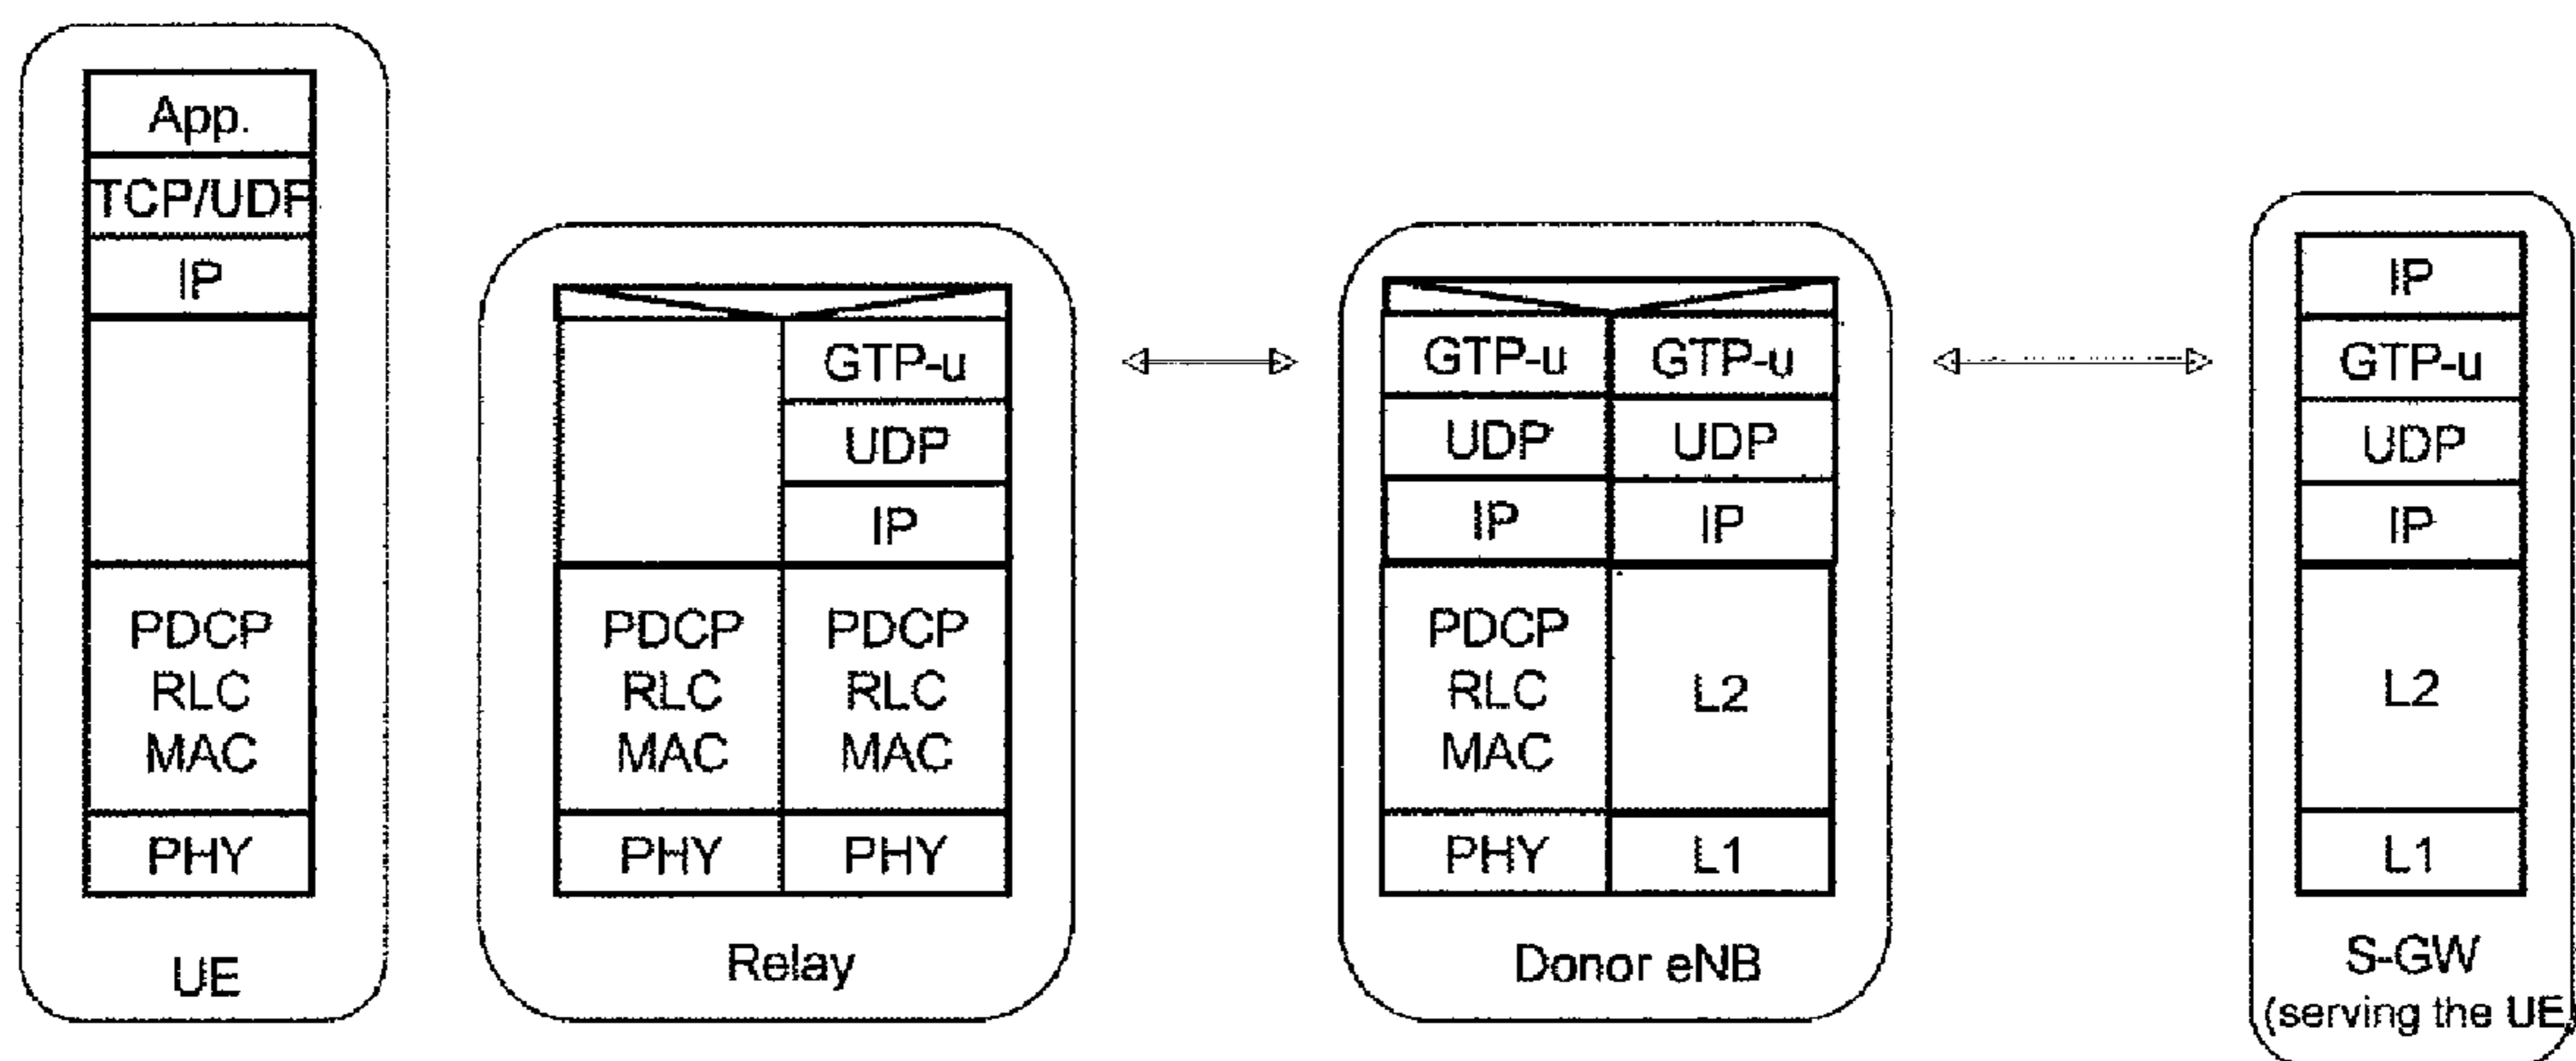 App.
TCP/UDP
IP
PDCP
RLC
MAC
PHY
UE
GTP-u
UDP
IP
PDCP
RLC
MAC
PHY
PDCP
RLC
MAC
PHY
Relay
GTP-u
UDP
IP
PDCP
RLC
MAC
PHY
GTP-u
UDP
IP
L2
L1
Donor eNB
IP
GTP-u
UDP
IP
L2
L1
S-GW
(serving the UE